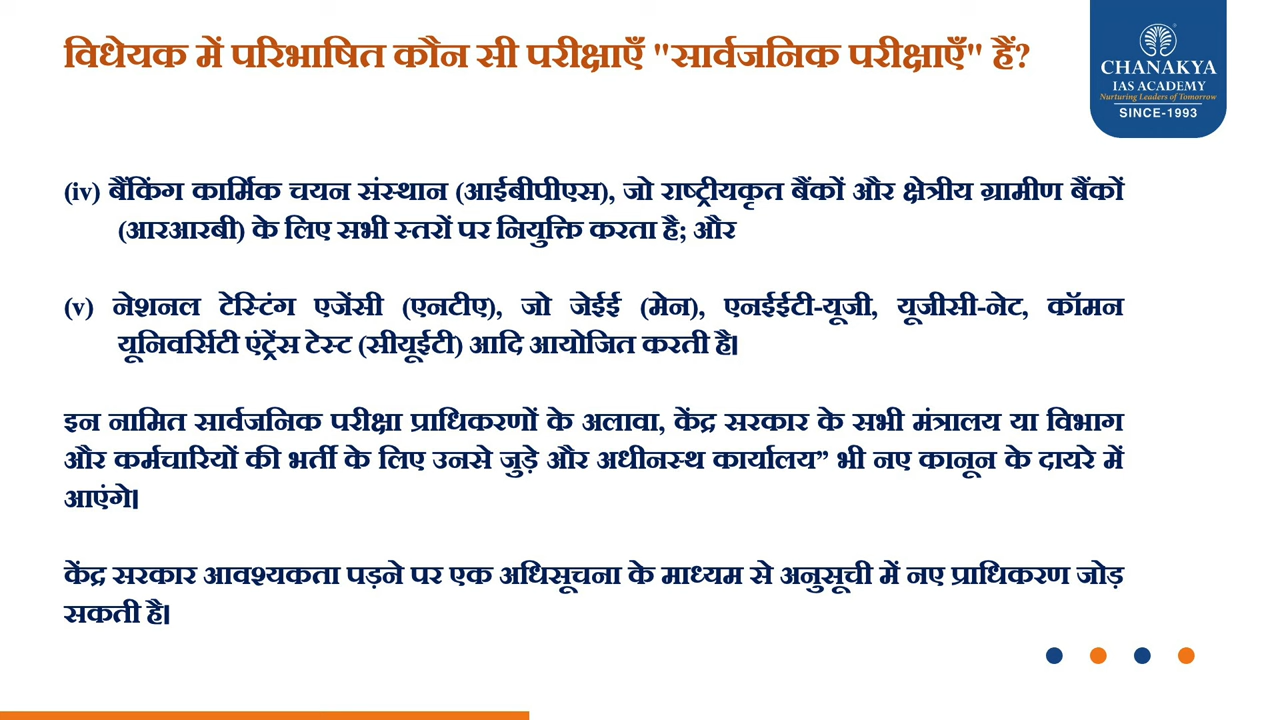 विधेयक में परिभाषित कौन सी परीक्षाएँ "सार्वजनिक परीक्षाएँ" हैं?
CHANAKYA
IAS ACADEMY
Nurturing Leaders of Tomorrow
SINCE-1993
(iv) बैंकिंग कार्मिक चयन संस्थान (आईबीपीएस), जो राष्ट्रीयकृत बैंकों और क्षेत्रीय ग्रामीण बैंकों
(आरआरबी) के लिए सभी स्तरों पर नियुक्ति करता है; और
(v) नेशनल टेस्टिंग एजेंसी (एनटीए), जो जेईई (मेन), एनईईटी-यूजी, यूजीसी-नेट, कॉमन
यूनिवर्सिटी एंट्रेंस टेस्ट (सीयूईटी) आदि आयोजित करती है।
इन नामित सार्वजनिक परीक्षा प्राधिकरणों के अलावा, केंद्र सरकार के सभी मंत्रालय या विभाग
और कर्मचारियों की भर्ती के लिए उनसे जुड़े और अधीनस्थ कार्यालय” भी नए कानून के दायरे में
आएंगे।
केंद्र सरकार आवश्यकता पड़ने पर एक अधिसूचना के माध्यम से अनुसूची में नए प्राधिकरण जोड़
सकती है।